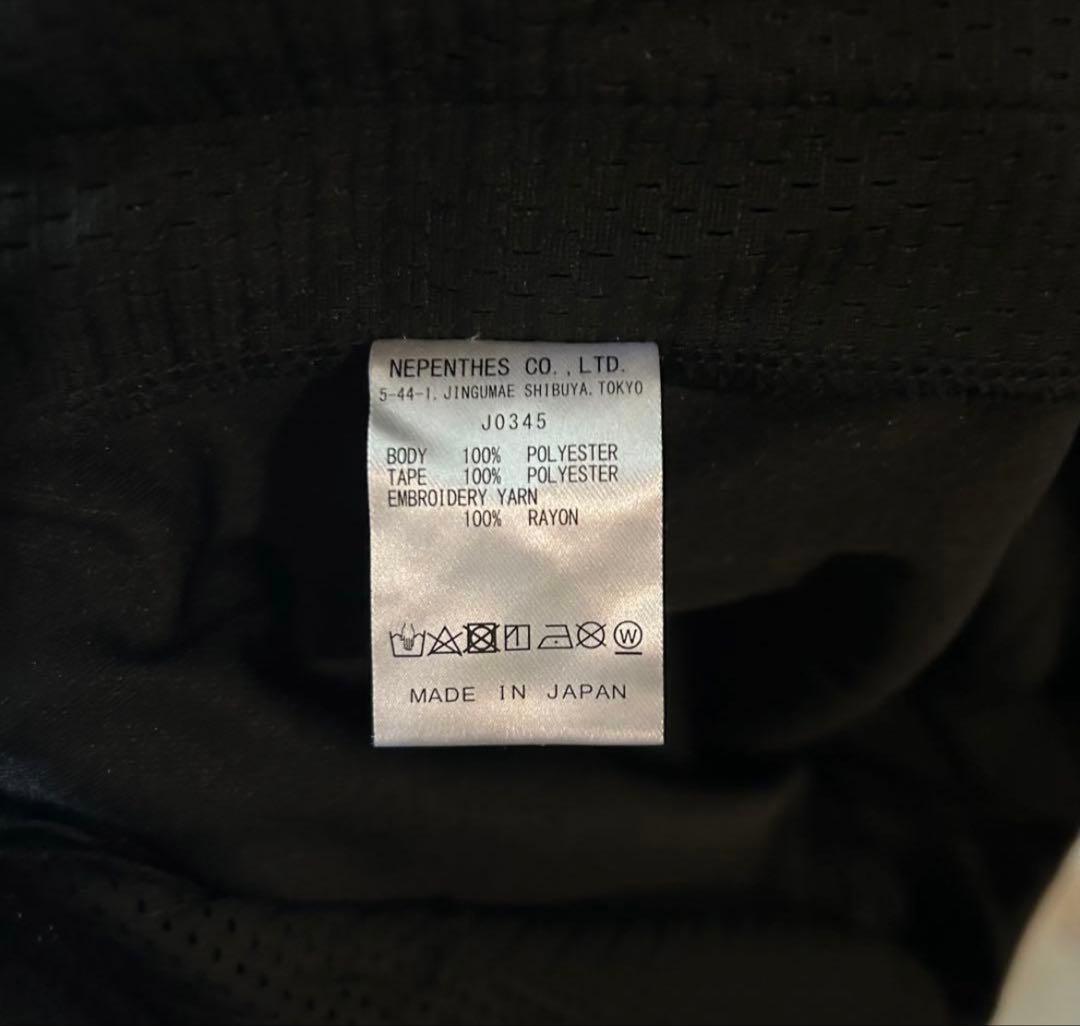 NEPENTHES CO.,LTD.
5-44-1, JINGUMAE SHIBUYA. TOKYO
J0345
BODY 100% POLYESTER
TAPE 100% POLYESTER
EMBROIDERY YARN
100% RAYON
W
MADE IN JAPAN